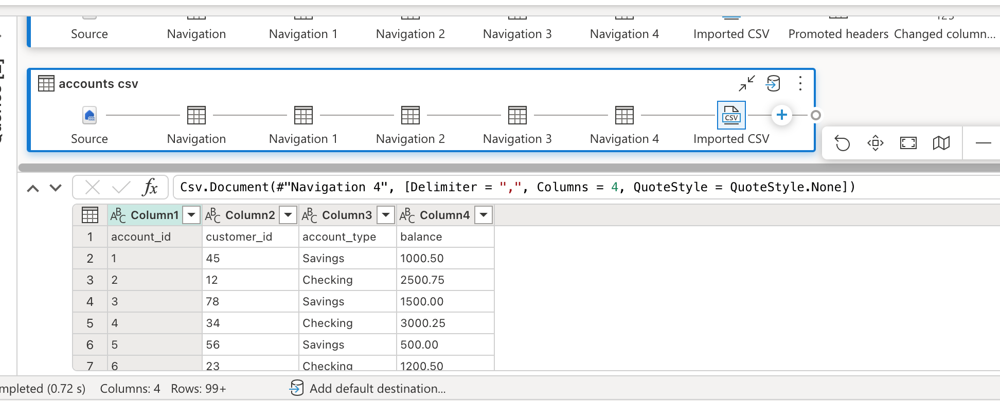 Source Navigation Navigation 1 Navigation 2 Navigation 3 Navigation 4 Imported CSV Promoted headers Changed column...
accounts csv
CSV
Source Navigation Navigation 1 Navigation 2 Navigation 3 Navigation 4 Imported CSV
fx Csv.Document(#"Navigation 4", [Delimiter = ",", Columns = 4, QuoteStyle = QuoteStyle.None])
ABC Column1 ABC Column2 ABC Column3 ABC Column4
1 account_id customer_id account_type balance
2 1 45 Savings 1000.50
3 2 12 Checking 2500.75
4 3 78 Savings 1500.00
5 4 34 Checking 3000.25
6 5 56 Savings 500.00
7 6 23 Checking 1200.50
mpleted (0.72 s) Columns: 4 Rows: 99+ Add default destination...